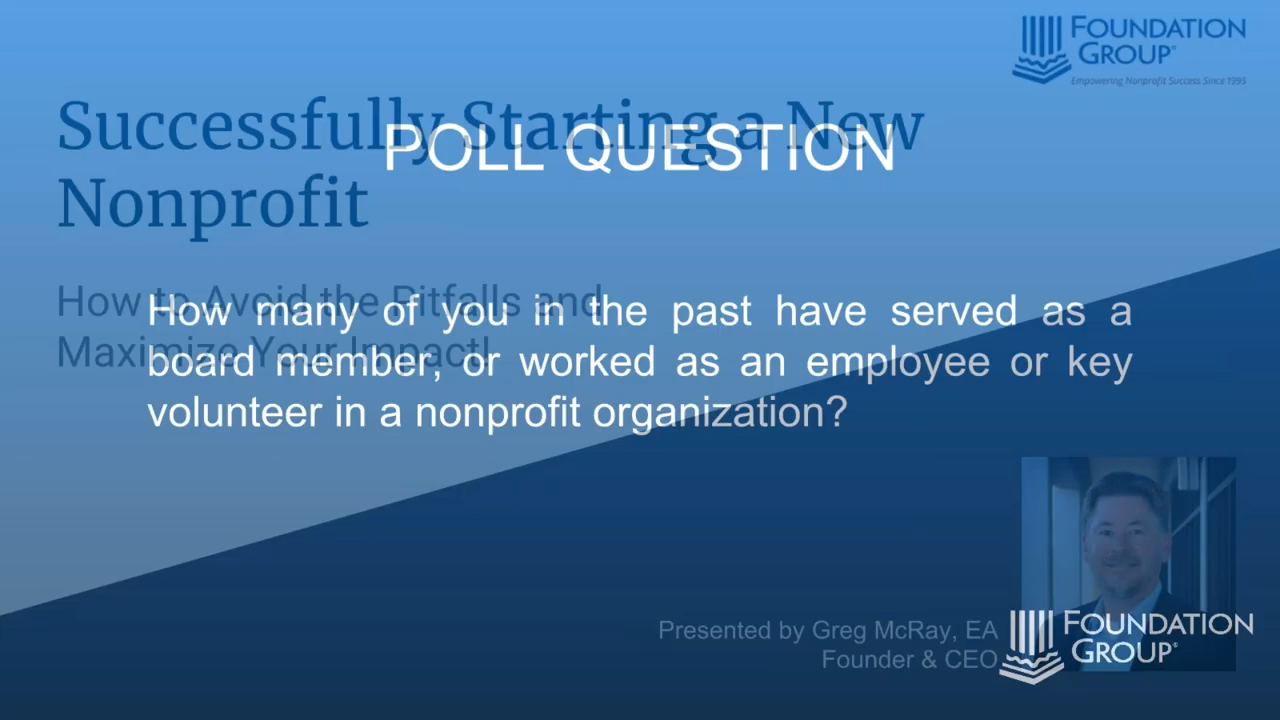 FOUNDATION
GROUP®
Empowering Nonprofit Success Since 1995
Successfully Starting a New
Nonprofit
POLL QUESTION
How to Avoid the Pitfalls and
Maximize Your Impact!
How many of you in the past have served as a
board member, or worked as an employee or key
volunteer in a nonprofit organization?
Presented by Greg McRay, EA
Founder & CEO
FOUNDATION
GROUP®